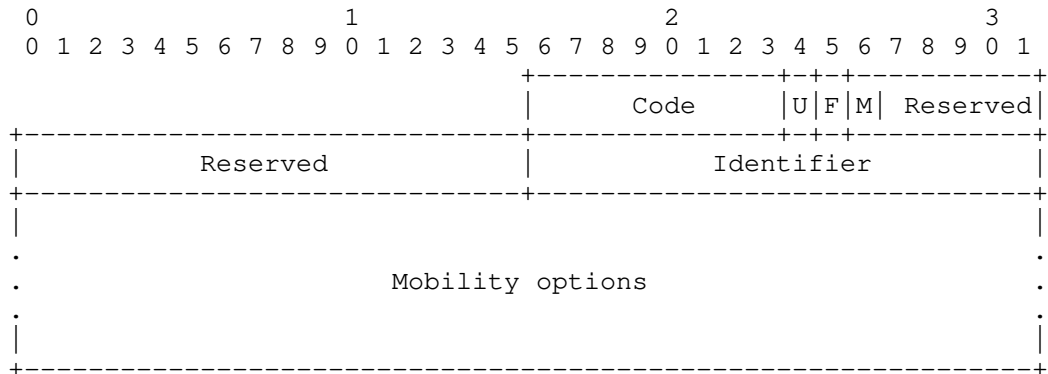 0                   1                   2                   3
0 1 2 3 4 5 6 7 8 9 0 1 2 3 4 5 6 7 8 9 0 1 2 3 4 5 6 7 8 9 0 1
                               +---------------+-+-+-----------+
                               |      Code     |U|F|M| Reserved|
+-------------------------------+---------------+-+-+-----------+
|           Reserved            |           Identifier          |
+-------------------------------+-------------------------------+
|                                                               |
.                                                               .
.                       Mobility options                        .
.                                                               .
|                                                               |
+---------------------------------------------------------------+